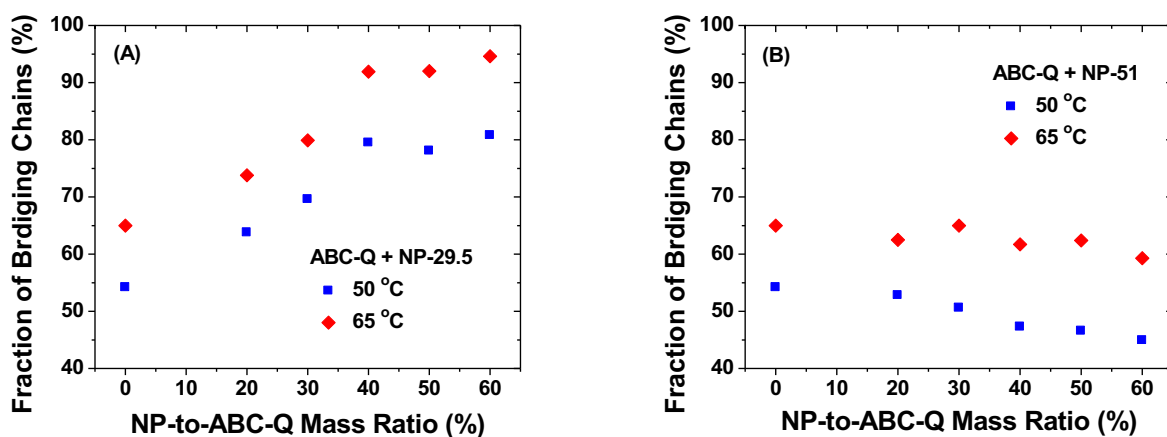 Fraction of Brdiging Chains (%)
100
90
80
70
60
50
40
(A)
ABC-Q + NP-29.5
50 °C
65 °C
0 10 20 30 40 50 60
NP-to-ABC-Q Mass Ratio (%)
Fraction of Brdiging Chains (%)
100
90
80
70
60
50
40
(B)
ABC-Q + NP-51
50 °C
65 °C
0 10 20 30 40 50 60
NP-to-ABC-Q Mass Ratio (%)